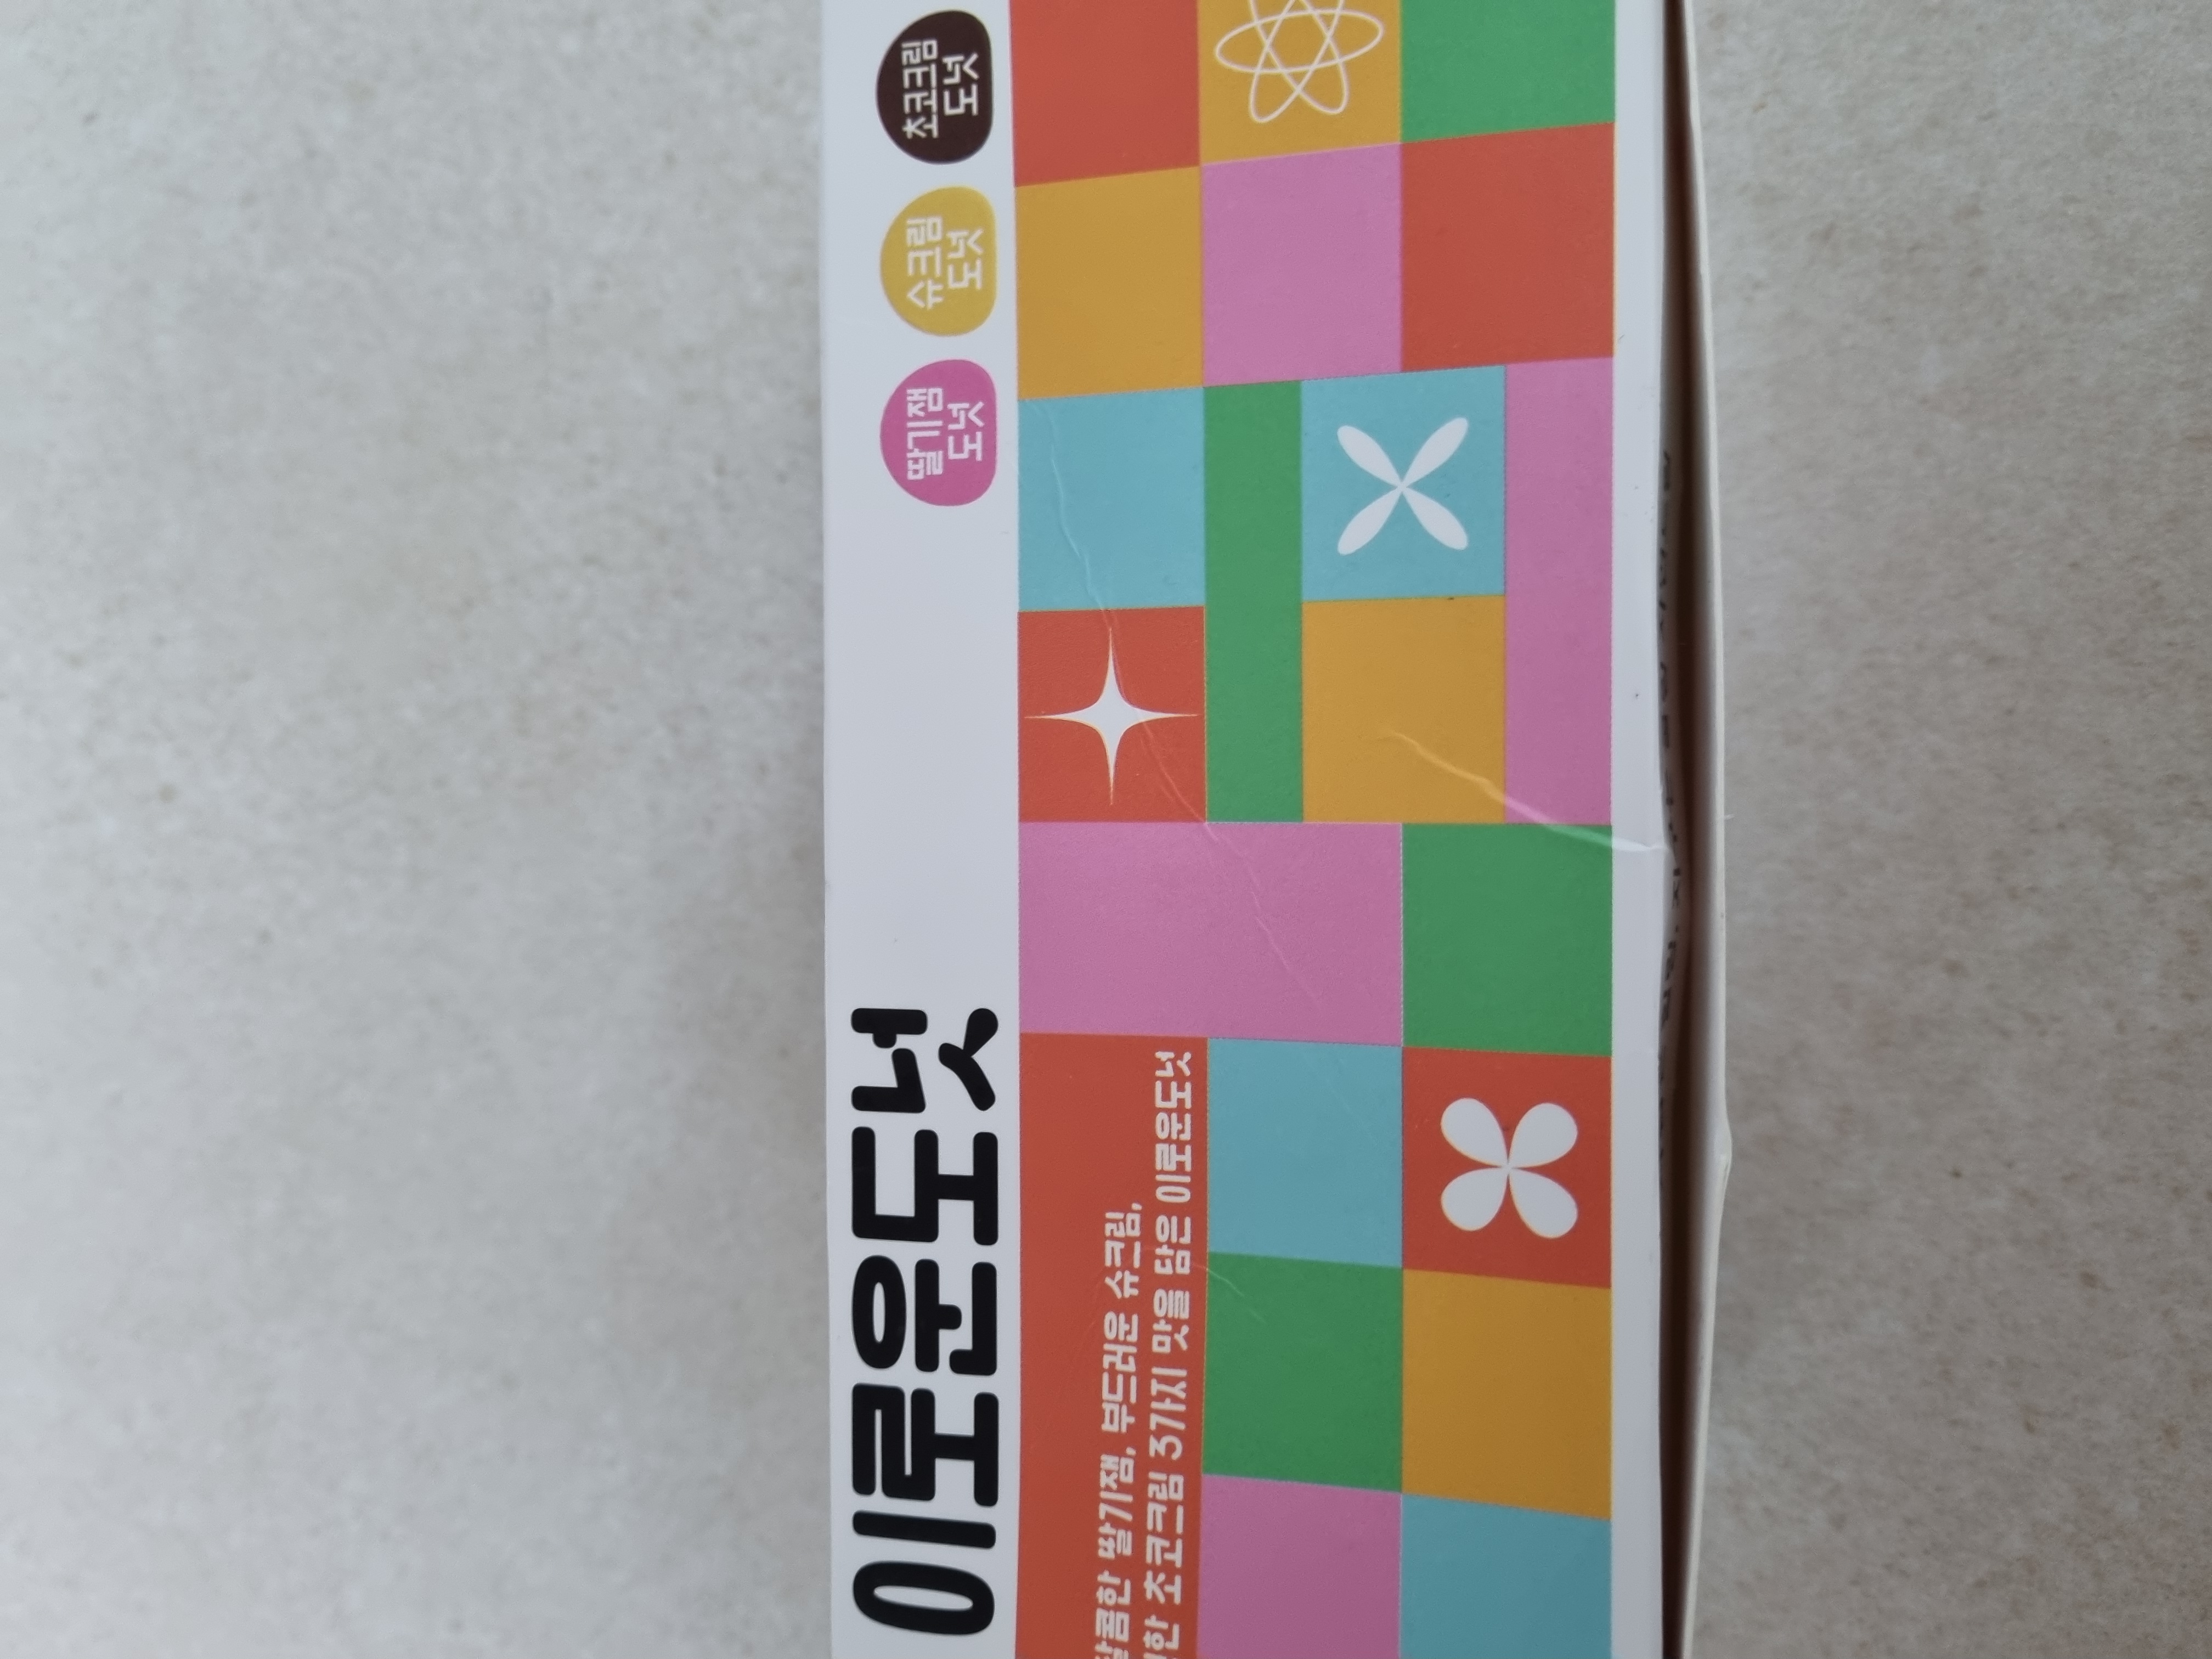 이로운도넛
딸기잼
도넛
슈크림
도넛
초코크림
도넛
달콤한 딸기잼, 부드러운 슈크림,
초코크림 3가지 맛을 담은 이로운도넛